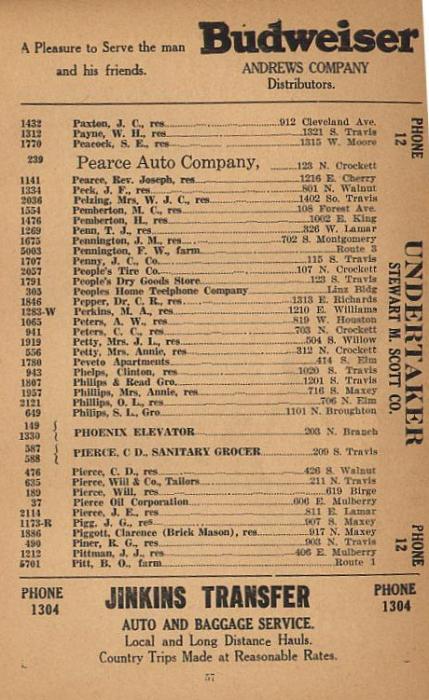 A Pleasure to Serve the man
and his friends.
Budweiser
ANDREWS COMPANY
Distributors.
1432 Paxton, J. C., res 912 Cleveland Ave.
1312 Payne, W. H., res 1321 S. Travis
1770 Peacock, S. E., res 1315 W. Moore
239 Pearce Auto Company, 123 N. Crockett
1141 Pearce, Rev. Joseph, res 1216 E. Cherry
1334 Peck, J. F., res 801 N. Walnut
2036 Pelzing, Mrs. W. J. C., res 1402 So. Travis
1554 Pemberton, M. C., res 108 Forest Ave.
1476 Pemberton, H., res 1002 E. King
1269 Penn, T. J., res 326 W. Lamar
1675 Pennington, J. M., res 702 S. Montgomery
5003 Pennington, F. W., farm Route 3
1707 Penny, J. C., Co. 115 S. Travis
2057 People's Tire Co. 107 N. Crockett
1791 People's Dry Goods Store 123 S. Travis
305 Peoples Home Teetphone Company Linz Bldg
1846 Pepper, Dr. C. R., res 1313 E. Richards
1283-W Perkins, M. A., res 1210 E. Williams
1065 Peters, A. W., res 819 W. Houston
941 Peters, C. C., res 703 N. Crockett
1919 Petty, Mrs. J. L., res 504 S. Willow
556 Petty, Mrs. Annie, res 312 N. Crockett
1780 Peveto Apartments 414 S. Elm
943 Phelps, Clinton, res 1020 S. Travis
1807 Philips & Read Gro. 1201 S. Travis
1957 Phillips, Mrs. Annie, res 716 S. Maxey
2121 Phillips, O. L., res 706 N. Elm
649 Philips, S. L., Gro 1101 N. Broughton
149
1330 PHOENIX ELEVATOR 203 N. Branch
587
588 PIERCE, C D., SANITARY GROCER 209 S. Travis
476 Pierce, C. D., res 426 S. Walnut
635 Pierce, Will & Co., Tailors 211 N. Travis
189 Pierce, Will, res 619 Birge
37 Pierce Oil Corporation 606 E. Mulberry
2114 Pierce, J. E., res 811 E. Lamar
1173-R Pigg, J. G., res 907 S. Maxey
1886 Piggott, Clarence (Brick Mason), res 917 N. Maxey
490 Piner, R. G., res 903 N. Travis
1212 Pittman, J. J., res 406 E. Mulberry
5701 Pitt, B. O., farm Route 1
PHONE
12
UNDERTAKER
STEWART M. SCOTT CO.
PHONE
12
PHONE
1304
JINKINS TRANSFER
AUTO AND BAGGAGE SERVICE.
Local and Long Distance Hauls.
Country Trips Made at Reasonable Rates.
PHONE
1304
57